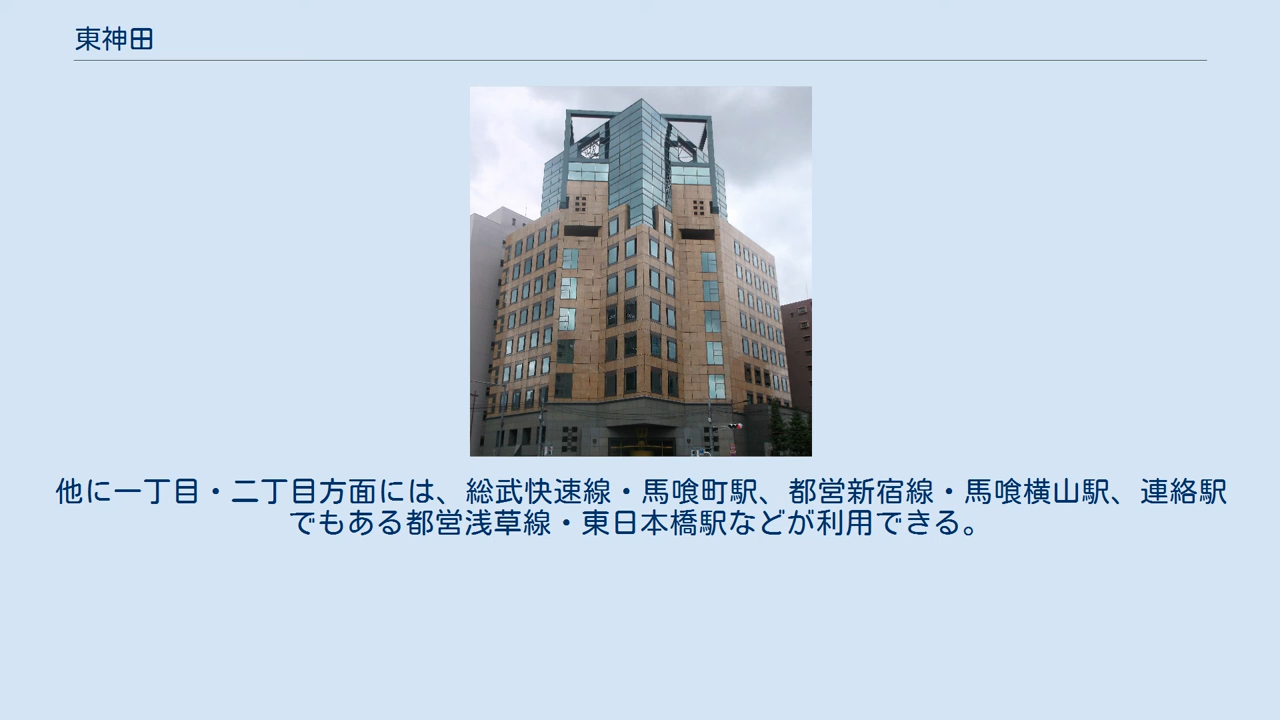 東神田
他に一丁目・二丁目方面には、総武快速線・馬喰町駅、都営新宿線・馬喰横山駅、連絡駅
でもある都営浅草線・東日本橋駅などが利用できる。